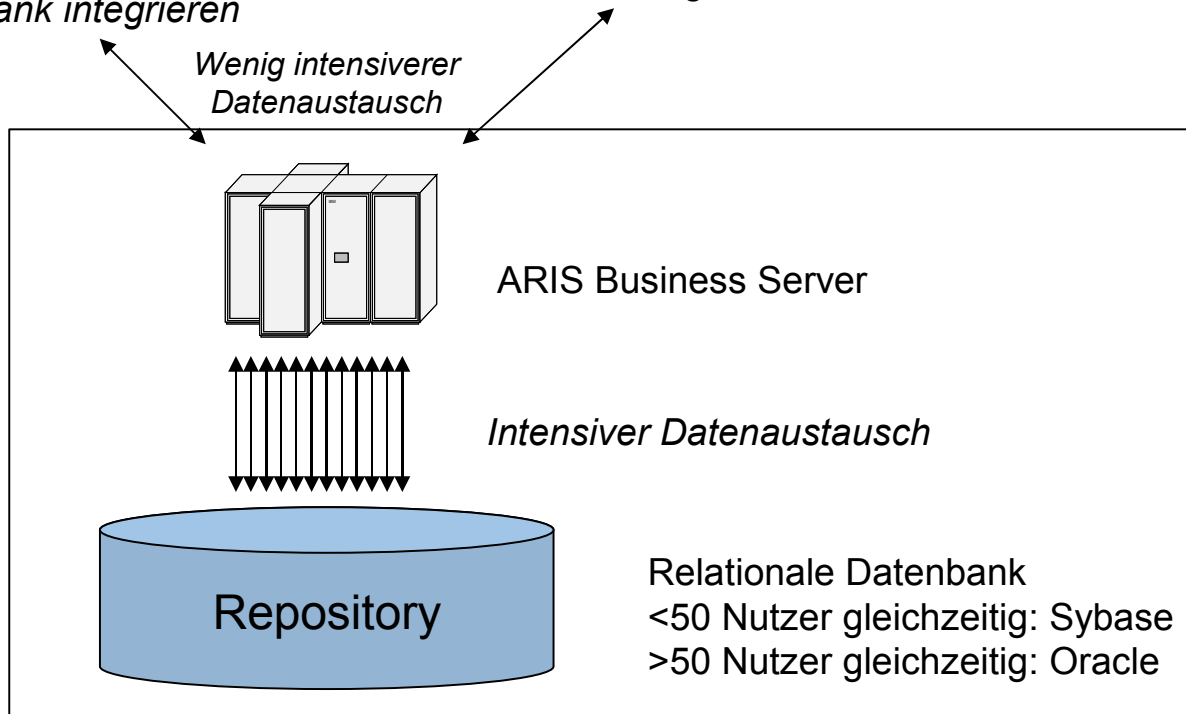 ank integrieren
Wenig intensiverer
Datenaustausch
ARIS Business Server
Intensiver Datenaustausch
Repository
Relationale Datenbank
<50 Nutzer gleichzeitig: Sybase
>50 Nutzer gleichzeitig: Oracle